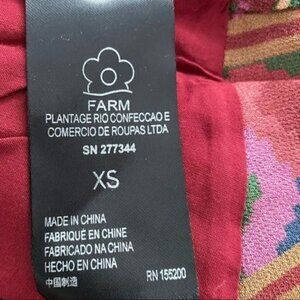 FARM
PLANTAGE RIO CONFECCAO E
COMERCIO DE ROUPAS LTDA
SN 277344
XS
MADE IN CHINA
FABRIQUÉ EN CHINE
FABRICADO NA CHINA
HECHO EN CHINA
中國制造
RN 155200